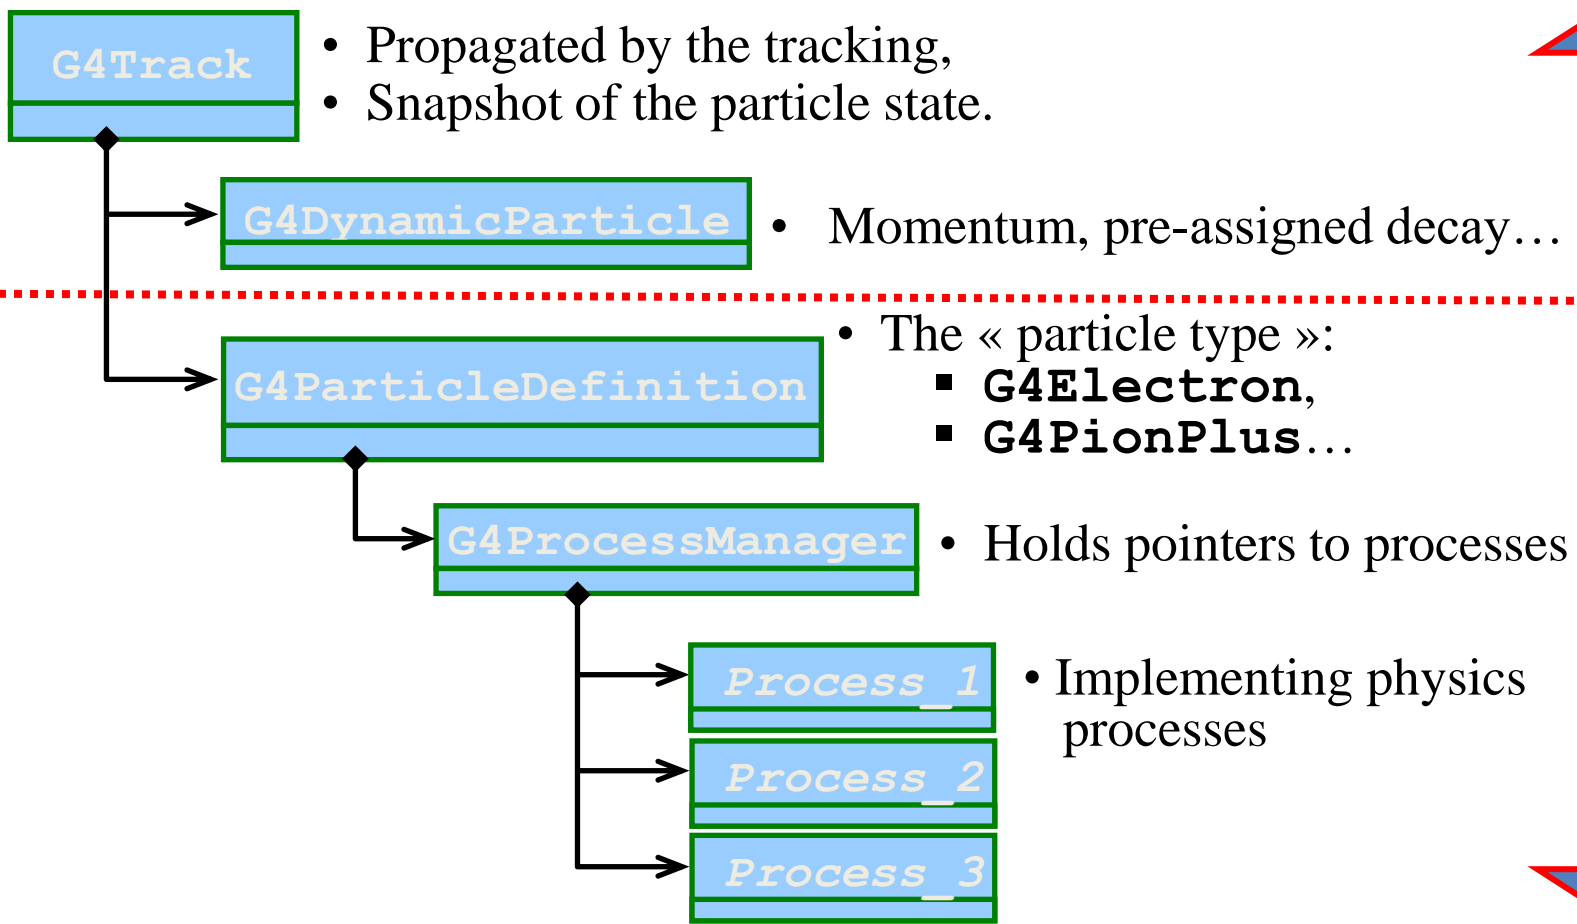 G4Track
• Propagated by the tracking,
• Snapshot of the particle state.
G4DynamicParticle
• Momentum, pre-assigned decay…
• The « particle type »:
▪ G4Electron,
▪ G4PionPlus…
G4ParticleDefinition
G4ProcessManager
• Holds pointers to processes
Process_1
• Implementing physics
processes
Process_2
Process_3